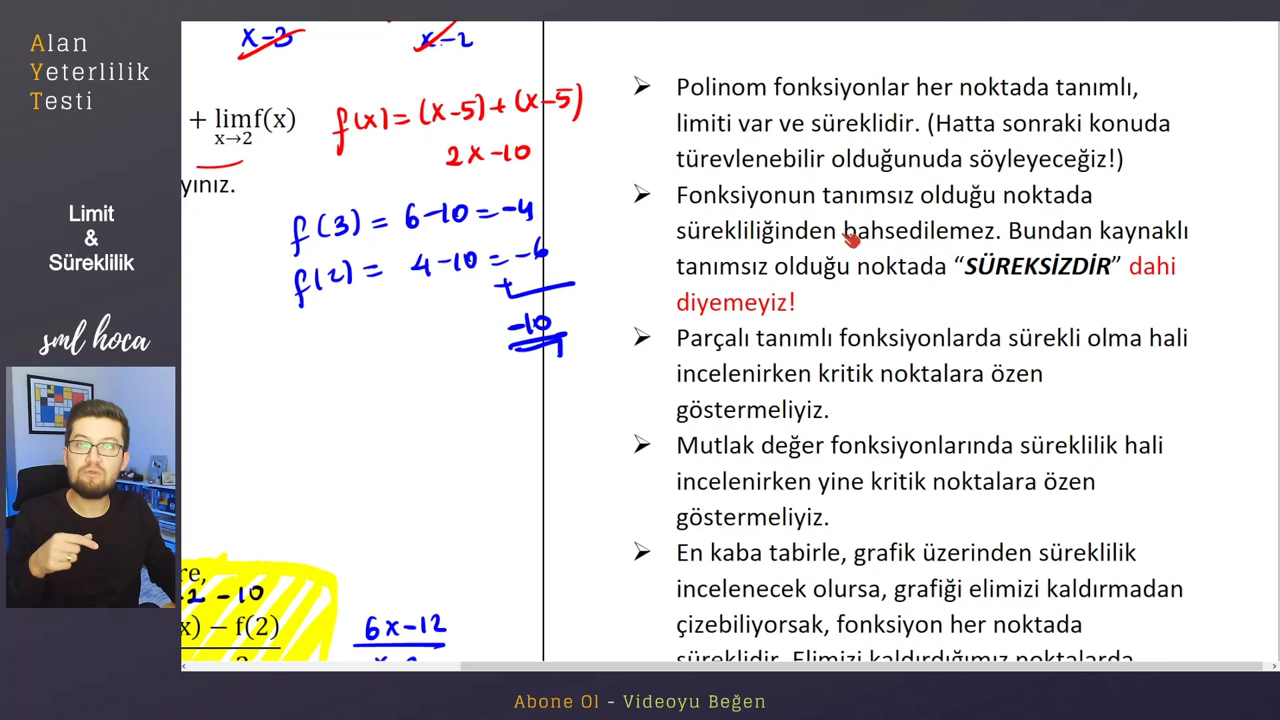 Alan
Yeterlilik
Testi
Limit
&
Süreklilik
sml hoca
x-3
x-2
+ limf(x)
x→2
yınız.
f(x) = (x-5) + (x-5)
2x-10
f(3) = 6-10 = -4
f(2) = 4-10 = -6
+
-10
re,
-2 -10
x) − f(2)
6x-12
➢ Polinom fonksiyonlar her noktada tanımlı,
limiti var ve süreklidir. (Hatta sonraki konuda
türevlenebilir olduğunuda söyleyeceğiz!)
➢ Fonksiyonun tanımsız olduğu noktada
sürekliliğinden bahsedilemez. Bundan kaynaklı
tanımsız olduğu noktada “SÜREKSİZDİR” dahi
diyemeyiz!
➢ Parçalı tanımlı fonksiyonlarda sürekli olma hali
incelenirken kritik noktalara özen
göstermeliyiz.
➢ Mutlak değer fonksiyonlarında süreklilik hali
incelenirken yine kritik noktalara özen
göstermeliyiz.
➢ En kaba tabirle, grafik üzerinden süreklilik
incelenecek olursa, grafiği elimizi kaldırmadan
çizebiliyorsak, fonksiyon her noktada
süreklidir. Elimizi kaldırdığımız noktalarda
Abone Ol - Videoyu Beğen